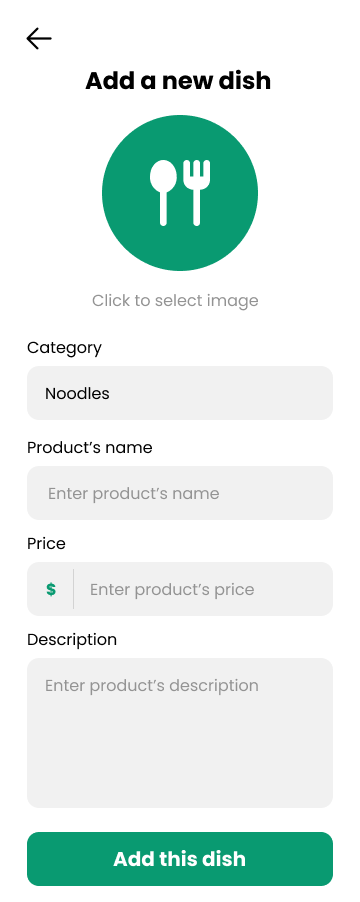 Add a new dish
Click to select image
Category
Noodles
Product’s name
Enter product’s name
Price
$ Enter product’s price
Description
Enter product’s description
Add this dish